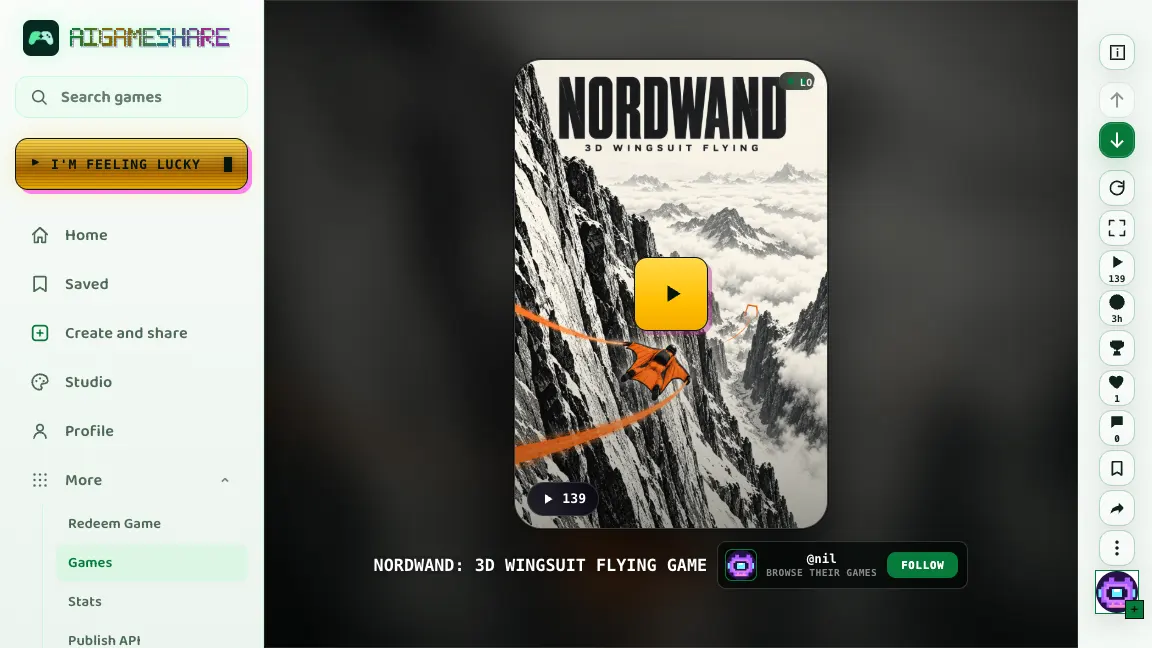 AIGAMESHARE
Search games
I'M FEELING LUCKY
Home
Saved
Create and share
Studio
Profile
More
Redeem Game
Games
Stats
Publish API
NORDWAND
LO
3D WINGSUIT FLYING
139
NORDWAND: 3D WINGSUIT FLYING GAME
@nil
BROWSE THEIR GAMES
FOLLOW
139
3h
1
0